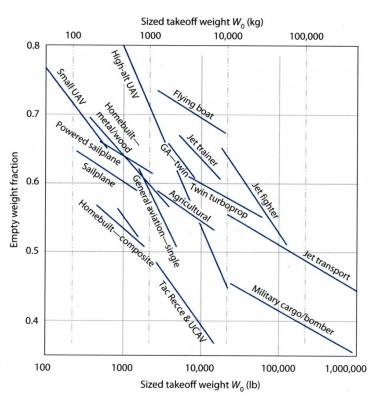 Sized takeoff weight W₀ (kg)
100 1000 10,000 100,000
0.8
0.7
0.6
0.5
0.4
Empty weight fraction
Small UAV
High-alt UAV
Flying boat
Homebuilt—
metal/wood
Powered sailplane
Sailplane
GA—twin
Jet trainer
Twin turboprop
Jet fighter
General aviation—single
Agricultural
Homebuilt—composite
Jet transport
Tac Recce & UCAV
Military cargo/bomber
100 1000 10,000 100,000 1,000,000
Sized takeoff weight W₀ (lb)